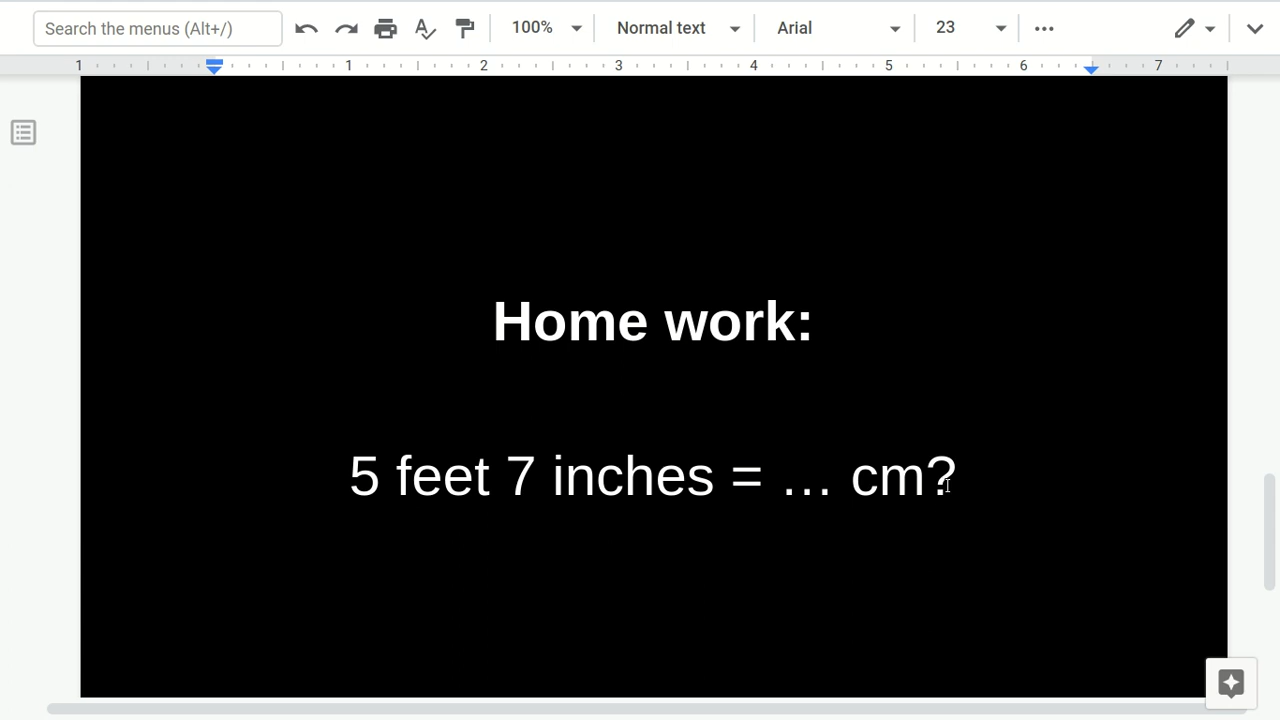 Search the menus (Alt+/) 100% Normal text Arial 23
1 1 2 3 4 5 6 7
Home work:
5 feet 7 inches = … cm?